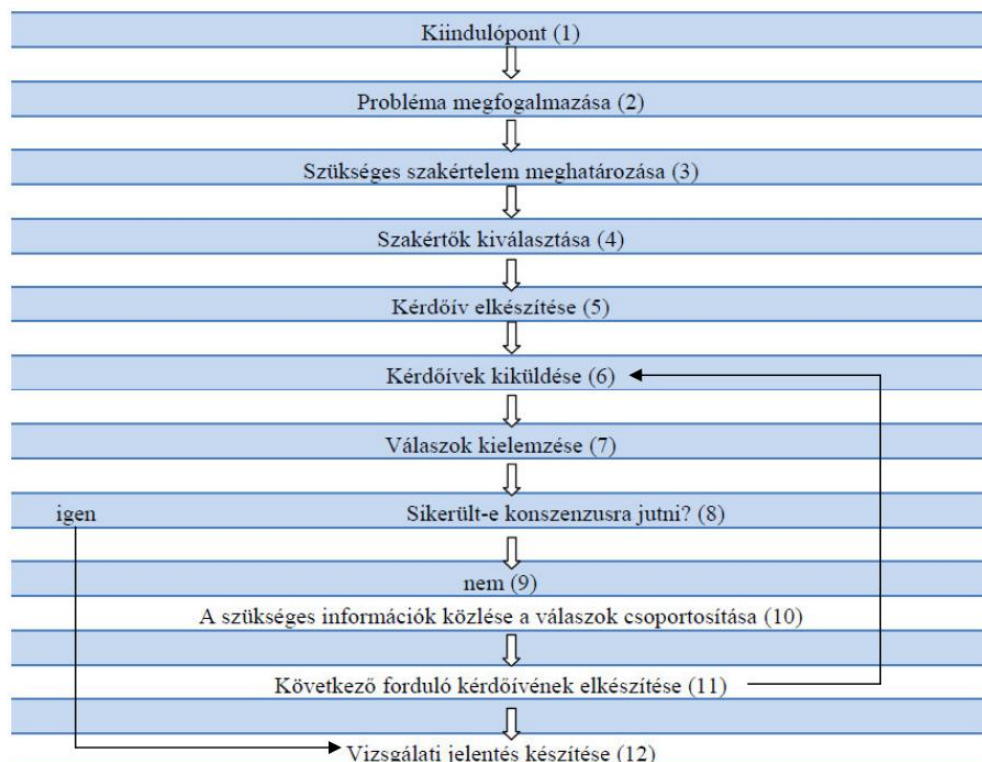 Kiindulópont (1)
Probléma megfogalmazása (2)
Szükséges szakértelem meghatározása (3)
Szakértők kiválasztása (4)
Kérdőív elkészítése (5)
Kérdőívek kiküldése (6)
Válaszok kielemzése (7)
igen Sikerült-e konszenzusra jutni? (8)
nem (9)
A szükséges információk közlése a válaszok csoportosítása (10)
Következő forduló kérdőívének elkészítése (11)
Vizsgálati jelentés készítése (12)